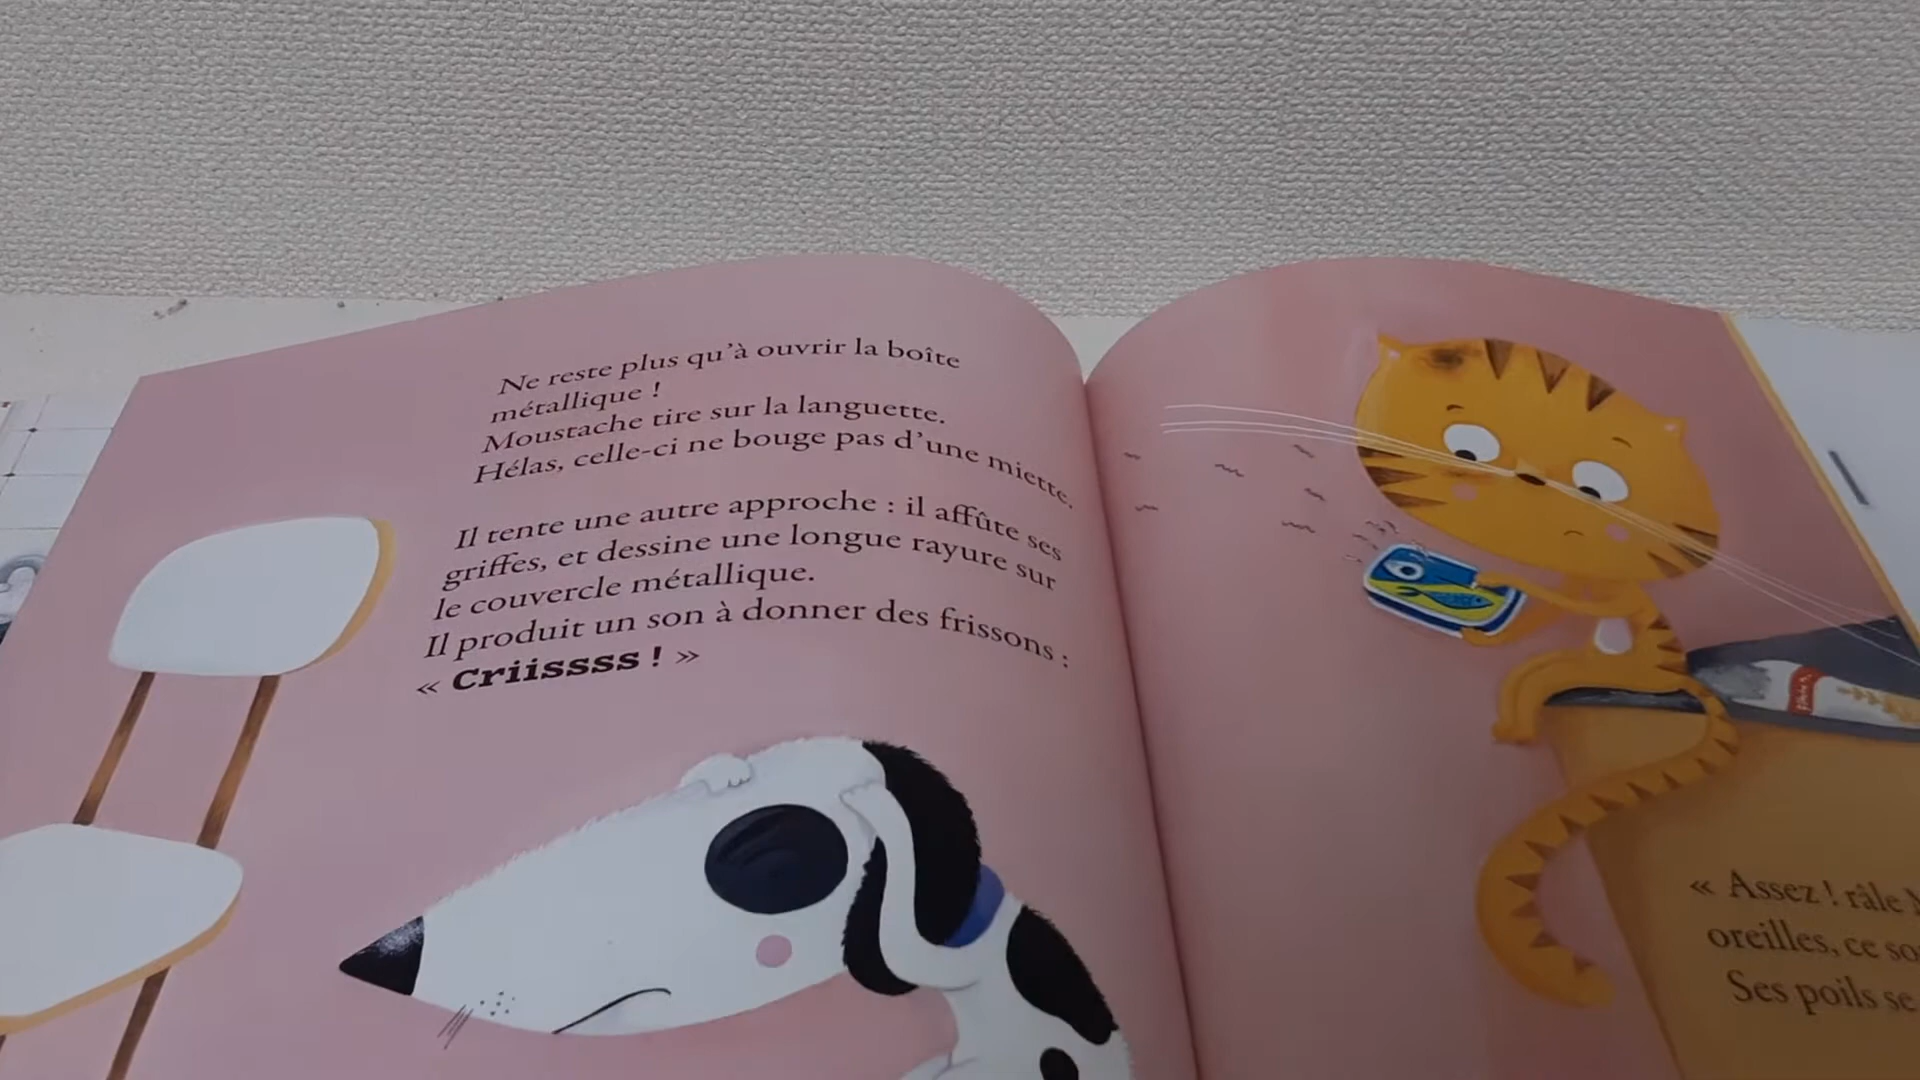 Ne reste plus qu’à ouvrir la boîte
métallique !
Moustache tire sur la languette.
Hélas, celle-ci ne bouge pas d’une miette.
Il tente une autre approche : il affûte ses
griffes, et dessine une longue rayure sur
le couvercle métallique.
Il produit un son à donner des frissons :
« Criissss ! »
« Assez ! râle
oreilles, ce
Ses poils se